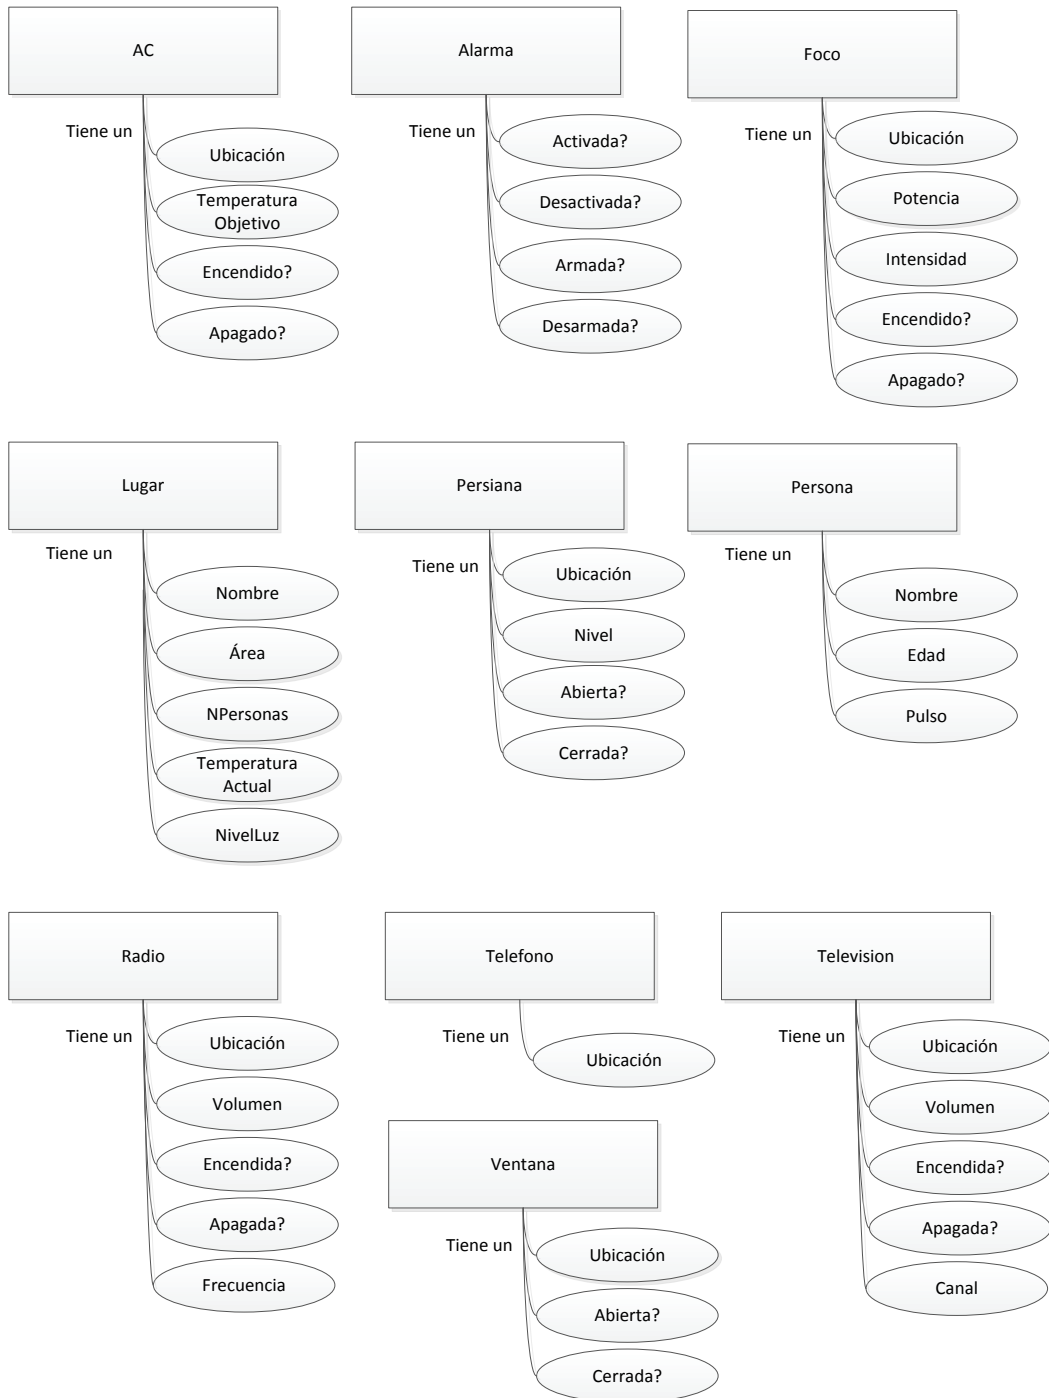 AC
Tiene un
Ubicación
Temperatura
Objetivo
Encendido?
Apagado?
Alarma
Tiene un
Activada?
Desactivada?
Armada?
Desarmada?
Foco
Tiene un
Ubicación
Potencia
Intensidad
Encendido?
Apagado?
Lugar
Tiene un
Nombre
Área
NPersonas
Temperatura
Actual
NivelLuz
Persiana
Tiene un
Ubicación
Nivel
Abierta?
Cerrada?
Persona
Tiene un
Nombre
Edad
Pulso
Radio
Tiene un
Ubicación
Volumen
Encendida?
Apagada?
Frecuencia
Telefono
Tiene un
Ubicación
Ventana
Tiene un
Ubicación
Abierta?
Cerrada?
Television
Tiene un
Ubicación
Volumen
Encendida?
Apagada?
Canal